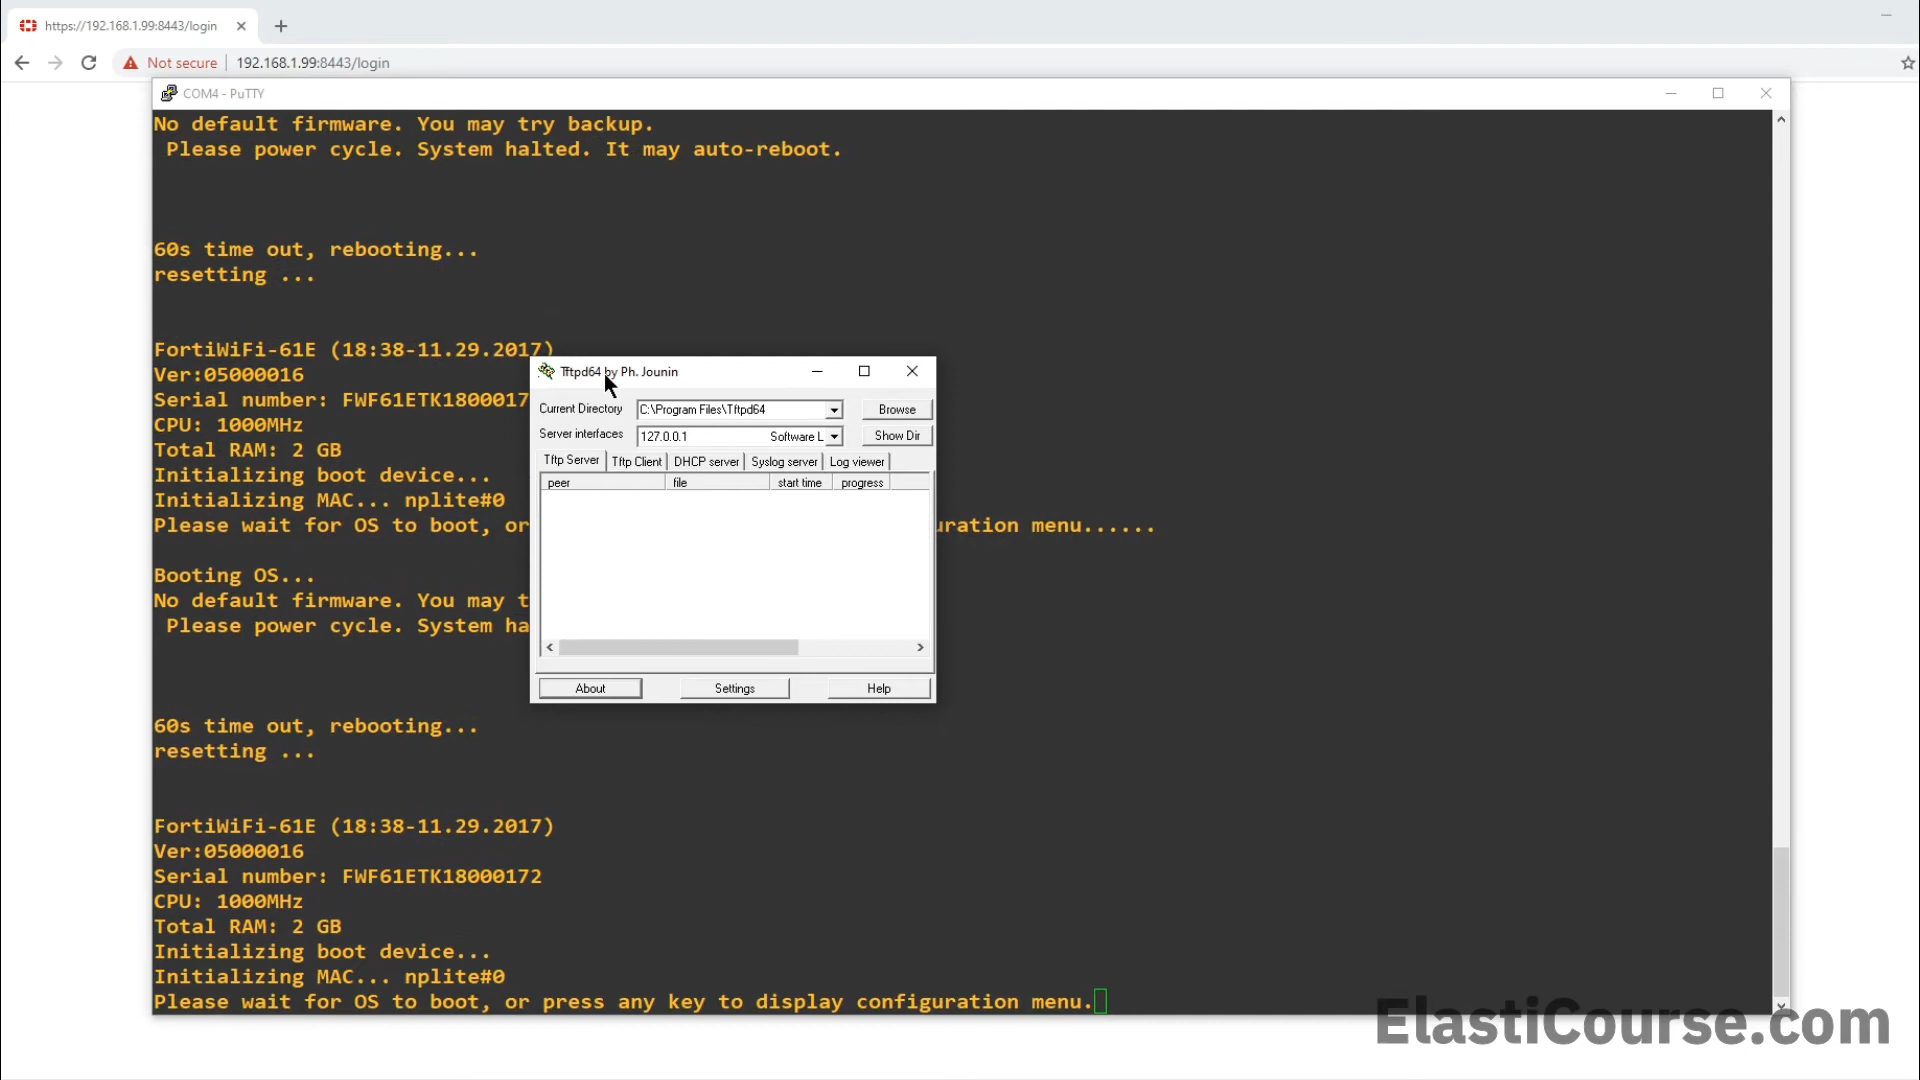 https://192.168.1.99:8443/login
Not secure
192.168.1.99:8443/login
COM4 - PuTTY
No default firmware. You may try backup.
Please power cycle. System halted. It may auto-reboot.
60s time out, rebooting...
resetting ...
FortiWiFi-61E (18:38-11.29.2017)
Ver:05000016
Serial number: FWF61ETK1800017
CPU: 1000MHz
Total RAM: 2 GB
Initializing boot device...
Initializing MAC... nplite#0
Please wait for OS to boot, or
uration menu......
Booting OS...
No default firmware. You may t
Please power cycle. System ha
60s time out, rebooting...
resetting ...
FortiWiFi-61E (18:38-11.29.2017)
Ver:05000016
Serial number: FWF61ETK18000172
CPU: 1000MHz
Total RAM: 2 GB
Initializing boot device...
Initializing MAC... nplite#0
Please wait for OS to boot, or press any key to display configuration menu.
Tftpd64 by Ph. Jounin
Current Directory C:\Program Files\Tftpd64 Browse
Server interfaces 127.0.0.1 Software L Show Dir
Tftp Server Tftp Client DHCP server Syslog server Log viewer
peer file start time progress
About Settings Help
ElastiCourse.com